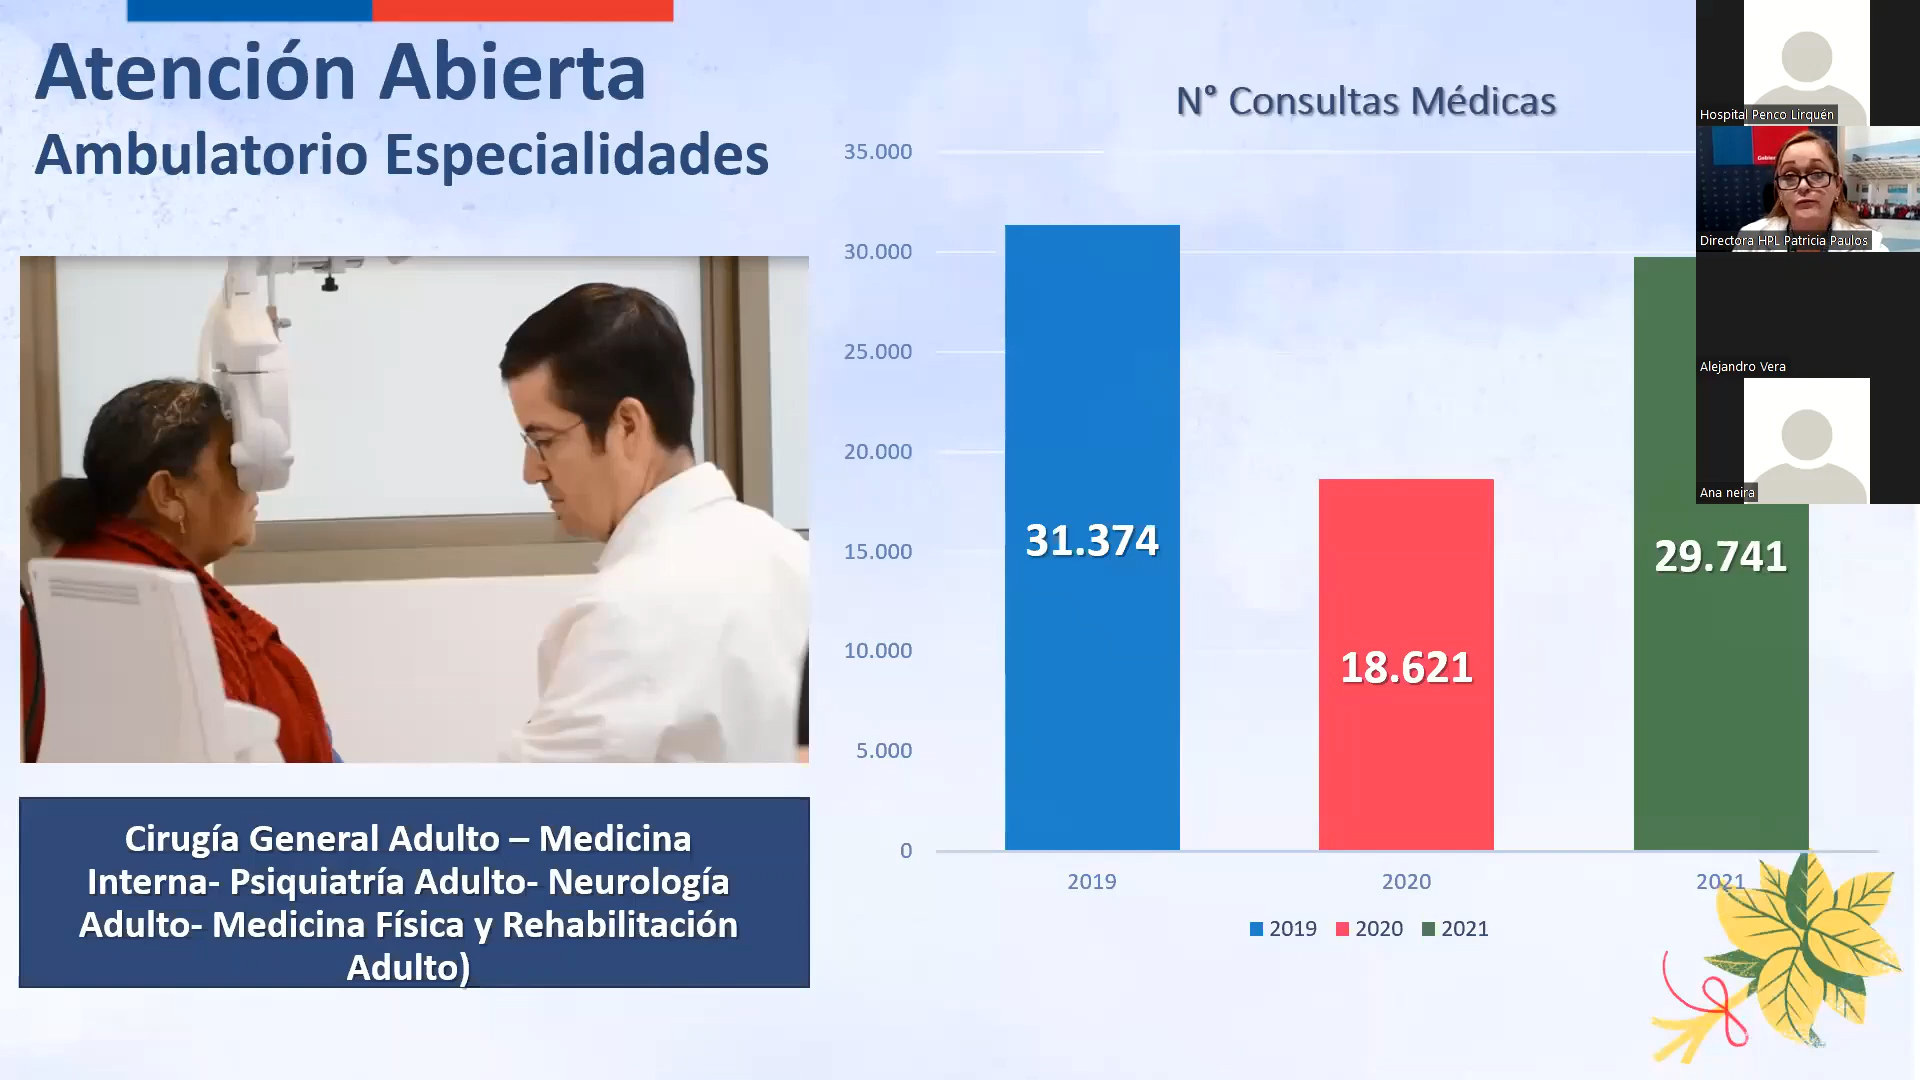 Atención Abierta
Ambulatorio Especialidades
Cirugía General Adulto – Medicina
Interna- Psiquiatría Adulto- Neurología
Adulto- Medicina Física y Rehabilitación
Adulto)
N° Consultas Médicas
35.000
30.000
25.000
20.000
15.000
10.000
5.000
0
31.374
18.621
29.741
2019
2020
2021
2019 2020 2021
Hospital Penco Lirquén
Directora HPL Patricia Paulos
Alejandro Vera
Ana neira